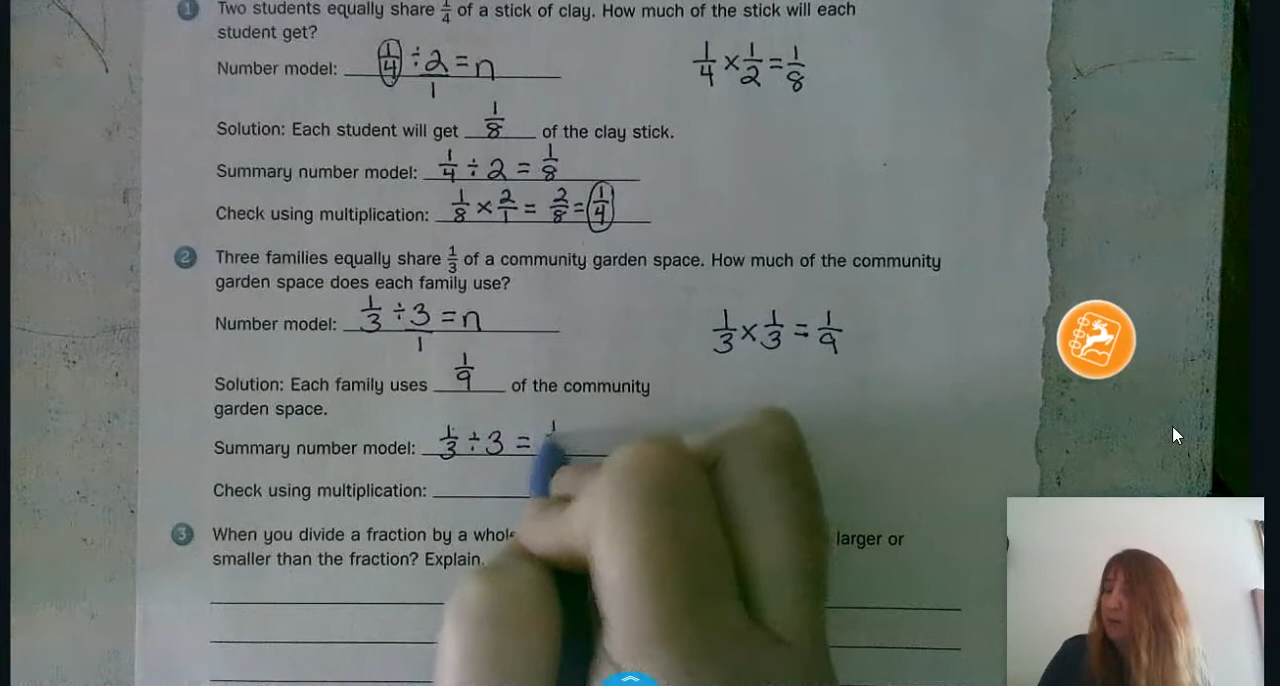 1 Two students equally share 1/4 of a stick of clay. How much of the stick will each
student get?
Number model: 1/4 ÷ 2 = n
1
1/4 × 1/2 = 1/8
Solution: Each student will get 1/8 of the clay stick.
Summary number model: 1/4 ÷ 2 = 1/8
Check using multiplication: 1/8 × 2/1 = 2/8 = 1/4
2 Three families equally share 1/3 of a community garden space. How much of the community
garden space does each family use?
Number model: 1/3 ÷ 3 = n
1
1/3 × 1/3 = 1/9
Solution: Each family uses 1/9 of the community
garden space.
Summary number model: 1/3 ÷ 3 = 1
Check using multiplication:
3 When you divide a fraction by a larger or
smaller than the fraction? Explain.